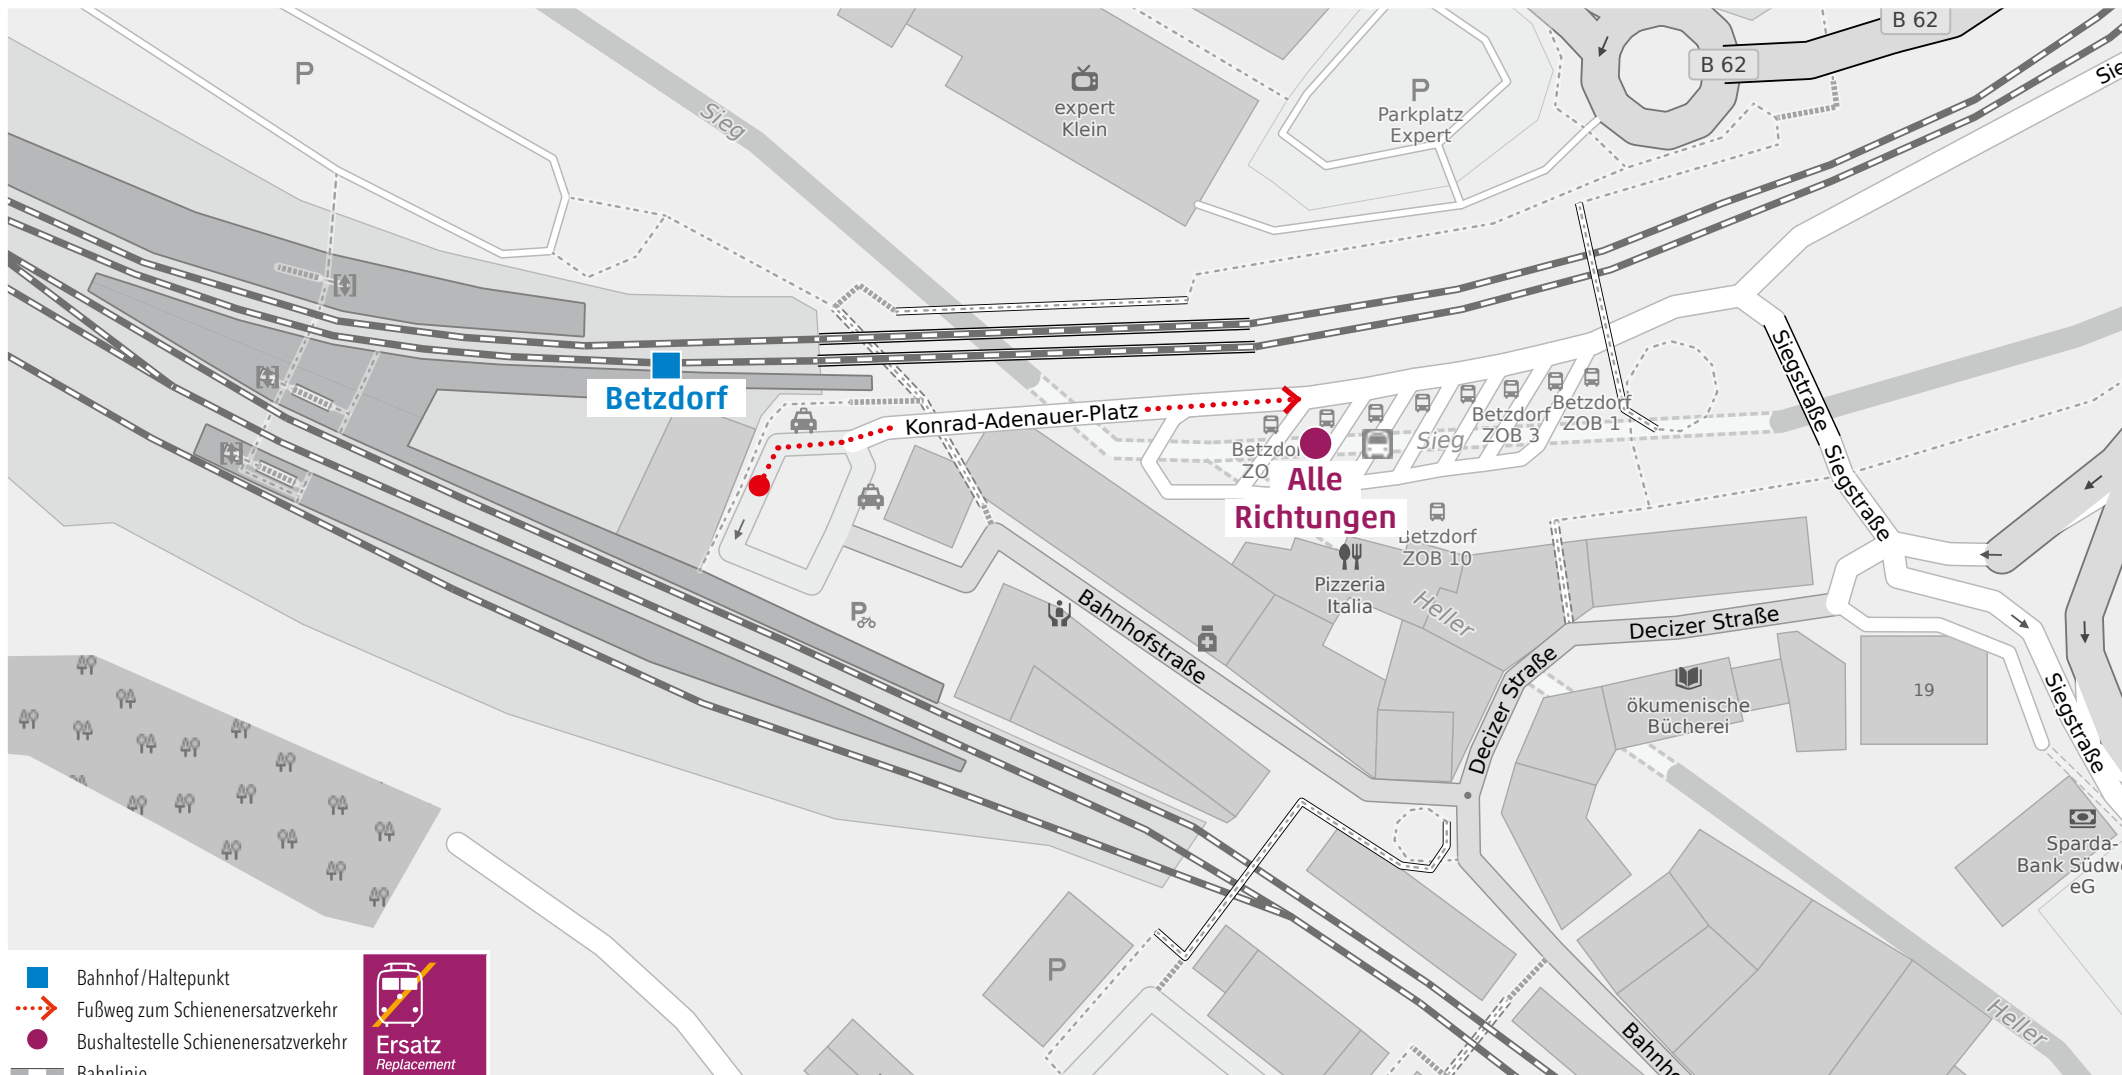 B 62
B 62
P
Sieg
expert
Klein
P
Parkplatz
Expert
Betzdorf
Konrad-Adenauer-Platz
Betzdorf
ZOB 3
Betzdorf
ZOB 1
Sieg
Alle
Richtungen
Betzdorf
ZOB 10
Siegstraße
Siegstraße
Pizzeria
Italia
Heller
P
Bahnhofstraße
Decizer Straße
Decizer Straße
ökumenische
Bücherei
19
Siegstraße
Sparda-
Bank
eG
P
Heller
Bahnhof/Haltepunkt
Fußweg zum Schienenersatzverkehr
Bushaltestelle Schienenersatzverkehr
Bahnlinie
Ersatz
Replacement